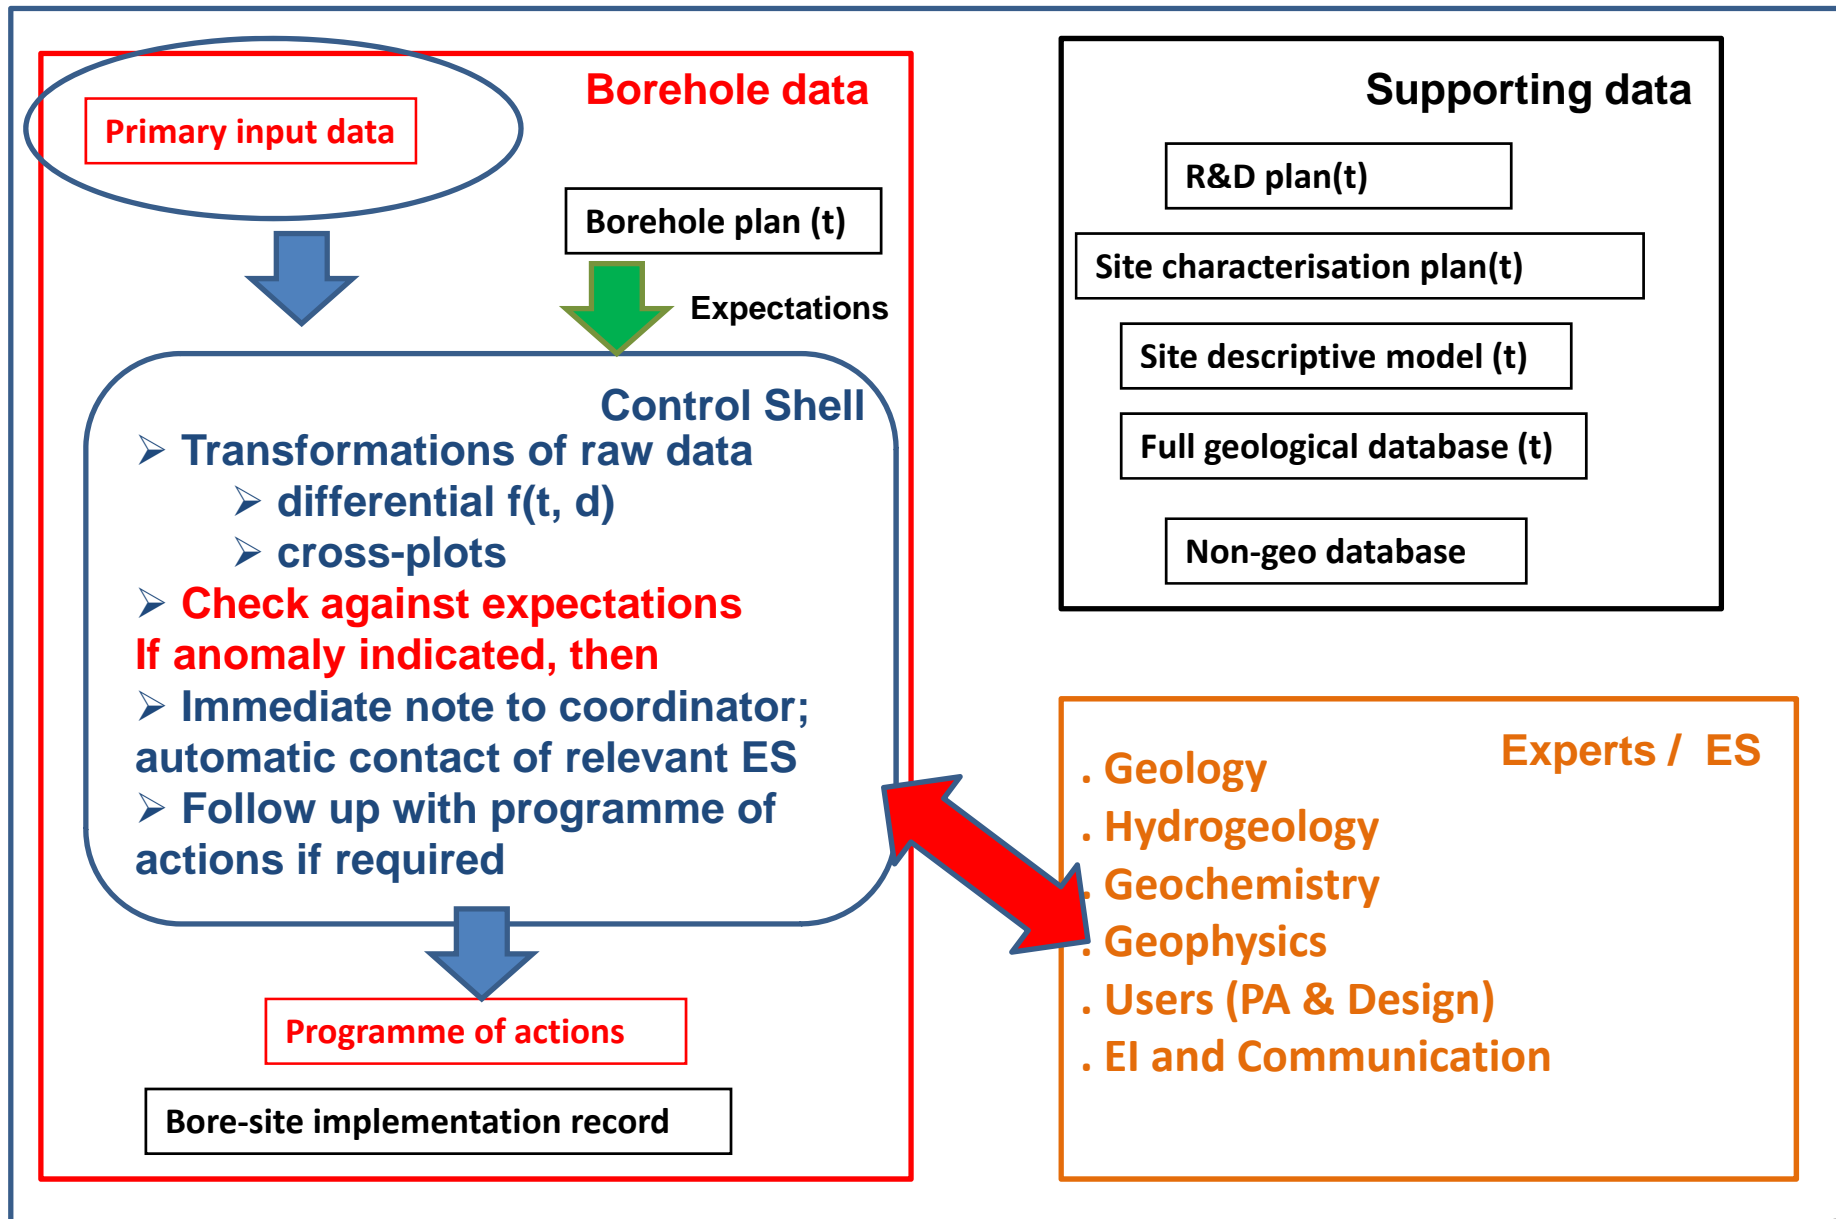 Borehole data
Primary input data
Borehole plan (t)
Expectations
Control Shell
➢ Transformations of raw data
➢ differential f(t, d)
➢ cross-plots
➢ Check against expectations
If anomaly indicated, then
➢ Immediate note to coordinator;
automatic contact of relevant ES
➢ Follow up with programme of
actions if required
Programme of actions
Bore-site implementation record
Supporting data
R&D plan(t)
Site characterisation plan(t)
Site descriptive model (t)
Full geological database (t)
Non-geo database
Experts / ES
. Geology
. Hydrogeology
. Geochemistry
. Geophysics
. Users (PA & Design)
. EI and Communication